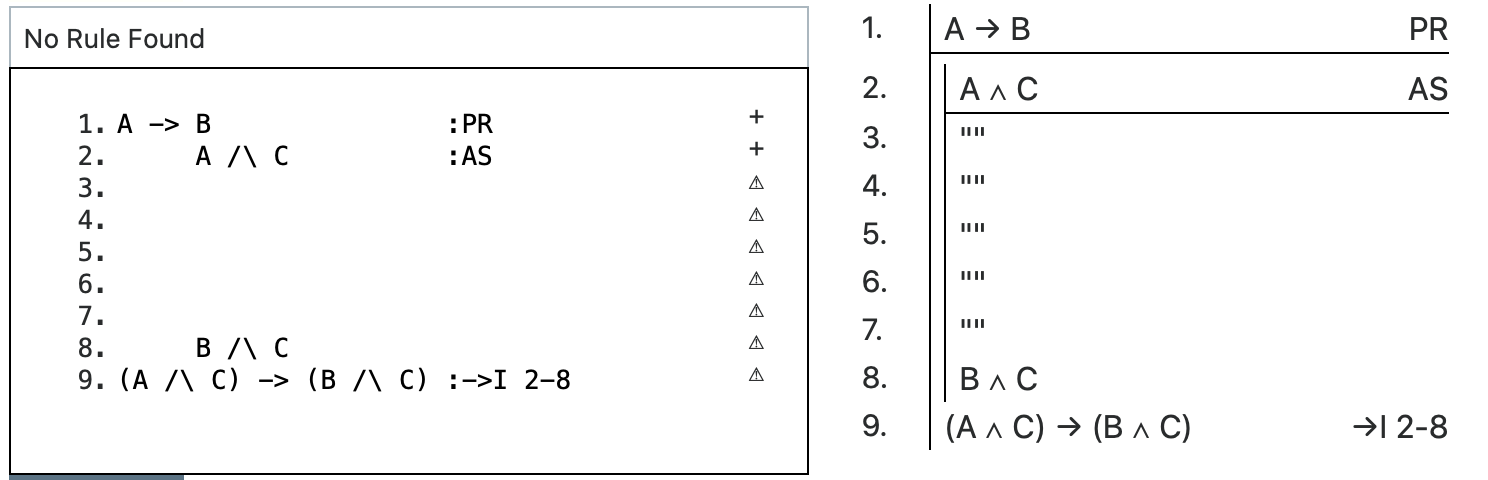 No Rule Found
1. A -> B :PR +
2. A /\ C :AS +
3. ⚠
4. ⚠
5. ⚠
6. ⚠
7. ⚠
8. B /\ C ⚠
9. (A /\ C) -> (B /\ C) :->I 2-8 ⚠
1. A → B PR
2. A ∧ C AS
3. ""
4. ""
5. ""
6. ""
7. ""
8. B ∧ C
9. (A ∧ C) → (B ∧ C) →I 2-8